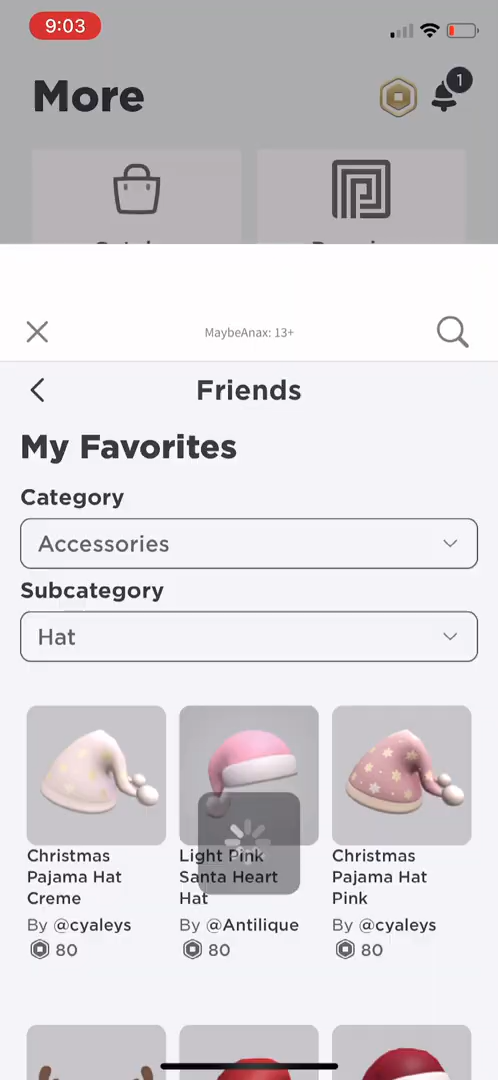 9:03
More
1
MaybeAnax: 13+
Friends
My Favorites
Category
Accessories
Subcategory
Hat
Christmas Pajama Hat Creme
By @cyaleys
80
Light Pink Santa Heart Hat
By @Antilique
80
Christmas Pajama Hat Pink
By @cyaleys
80